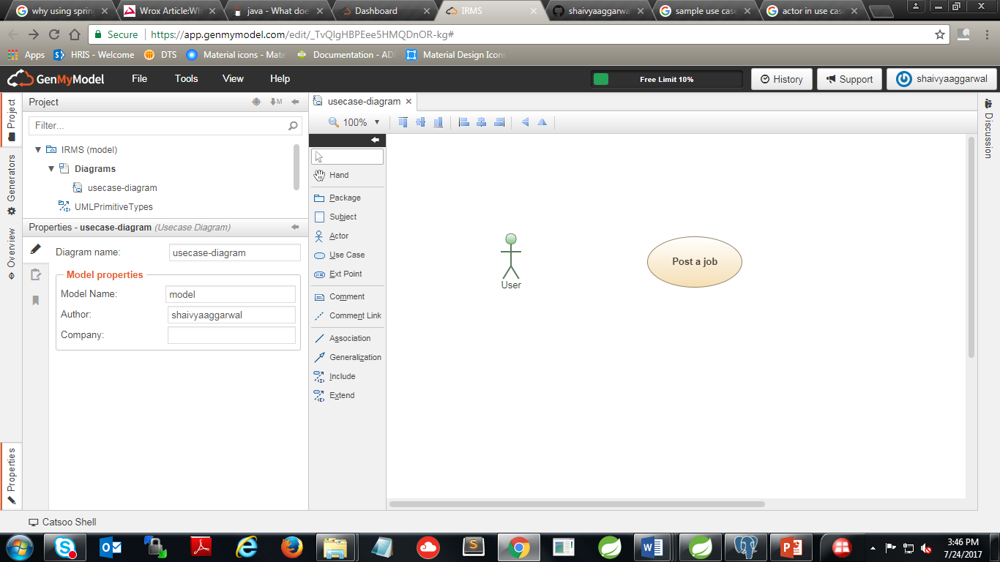 why using spring
Wrox Article:Wh
java - What doe
Dashboard
IRMS
shaivyaaggarwa
sample use case
actor in use cas
Secure https://app.genmymodel.com/edit/_TvQlgHBPEee5HMQDnOR-kg#
Apps HRIS - Welcome DTS Material icons - Mate Documentation - AD Material Design Icons
GenMyModel File Tools View Help Free Limit 10% History Support shaivyaaggarwal
Project
Generators
Overview
Properties
Project
M
Filter...
IRMS (model)
Diagrams
usecase-diagram
UMLPrimitiveTypes
Properties - usecase-diagram (Usecase Diagram)
Diagram name: usecase-diagram
Model properties
Model Name: model
Author: shaivyaaggarwal
Company:
usecase-diagram
100%
Hand
Package
Subject
Actor
Use Case
Ext Point
Comment
Comment Link
Association
Generalization
Include
Extend
User
Post a job
Discussion
Catsoo Shell
3:46 PM
7/24/2017